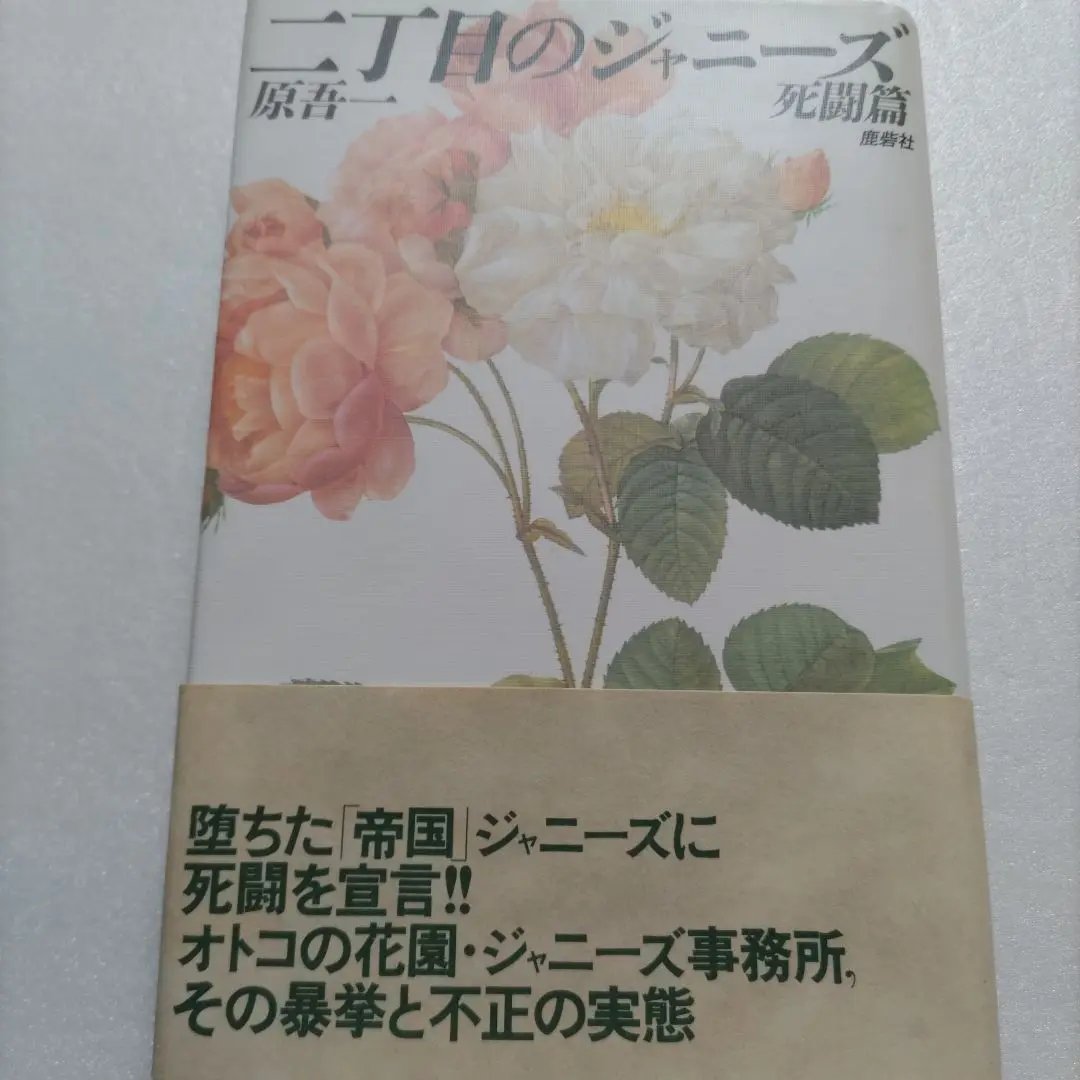 二丁目のジャニーズ
原吾一
死闘篇
鹿砦社
堕ちた「帝国」ジャニーズに
死闘を宣言!!
オトコの花園・ジャニーズ事務所,
その暴挙と不正の実態